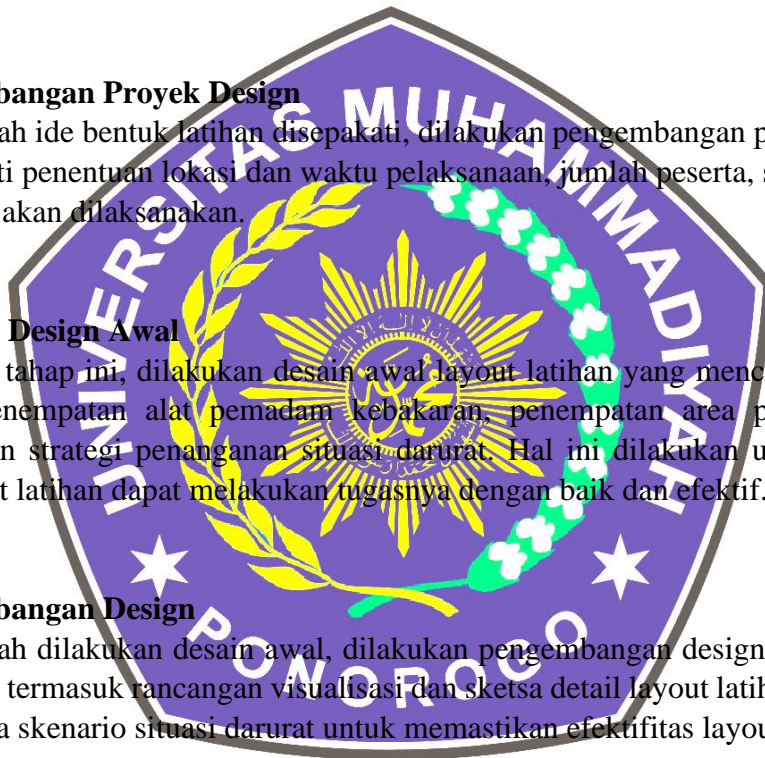 bangan Proyek Design
ah ide bentuk latihan disepakati, dilakukan pengembangan p
ti penentuan lokasi dan waktu pelaksanaan, jumlah peserta, s
akan dilaksanakan.
Design Awal
tahap ini, dilakukan desain awal layout latihan yang menc
enempatan alat pemadam kebakaran, penempatan area p
n strategi penanganan situasi darurat. Hal ini dilakukan u
t latihan dapat melakukan tugasnya dengan baik dan efektif.
bangan Design
ah dilakukan desain awal, dilakukan pengembangan design
termasuk rancangan visualisasi dan sketsa detail layout latih
a skenario situasi darurat untuk memastikan efektifitas layou
UNIVERSITAS MUHAMMADIYAH
PONOROGO